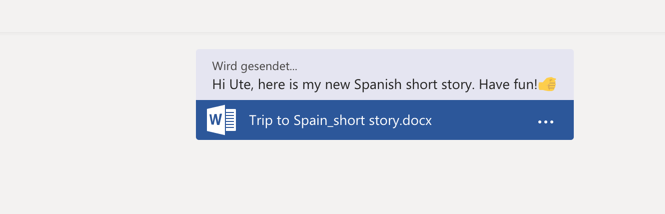 Wird gesendet...
Hi Ute, here is my new Spanish short story. Have fun!👍
W
Trip to Spain_short story.docx